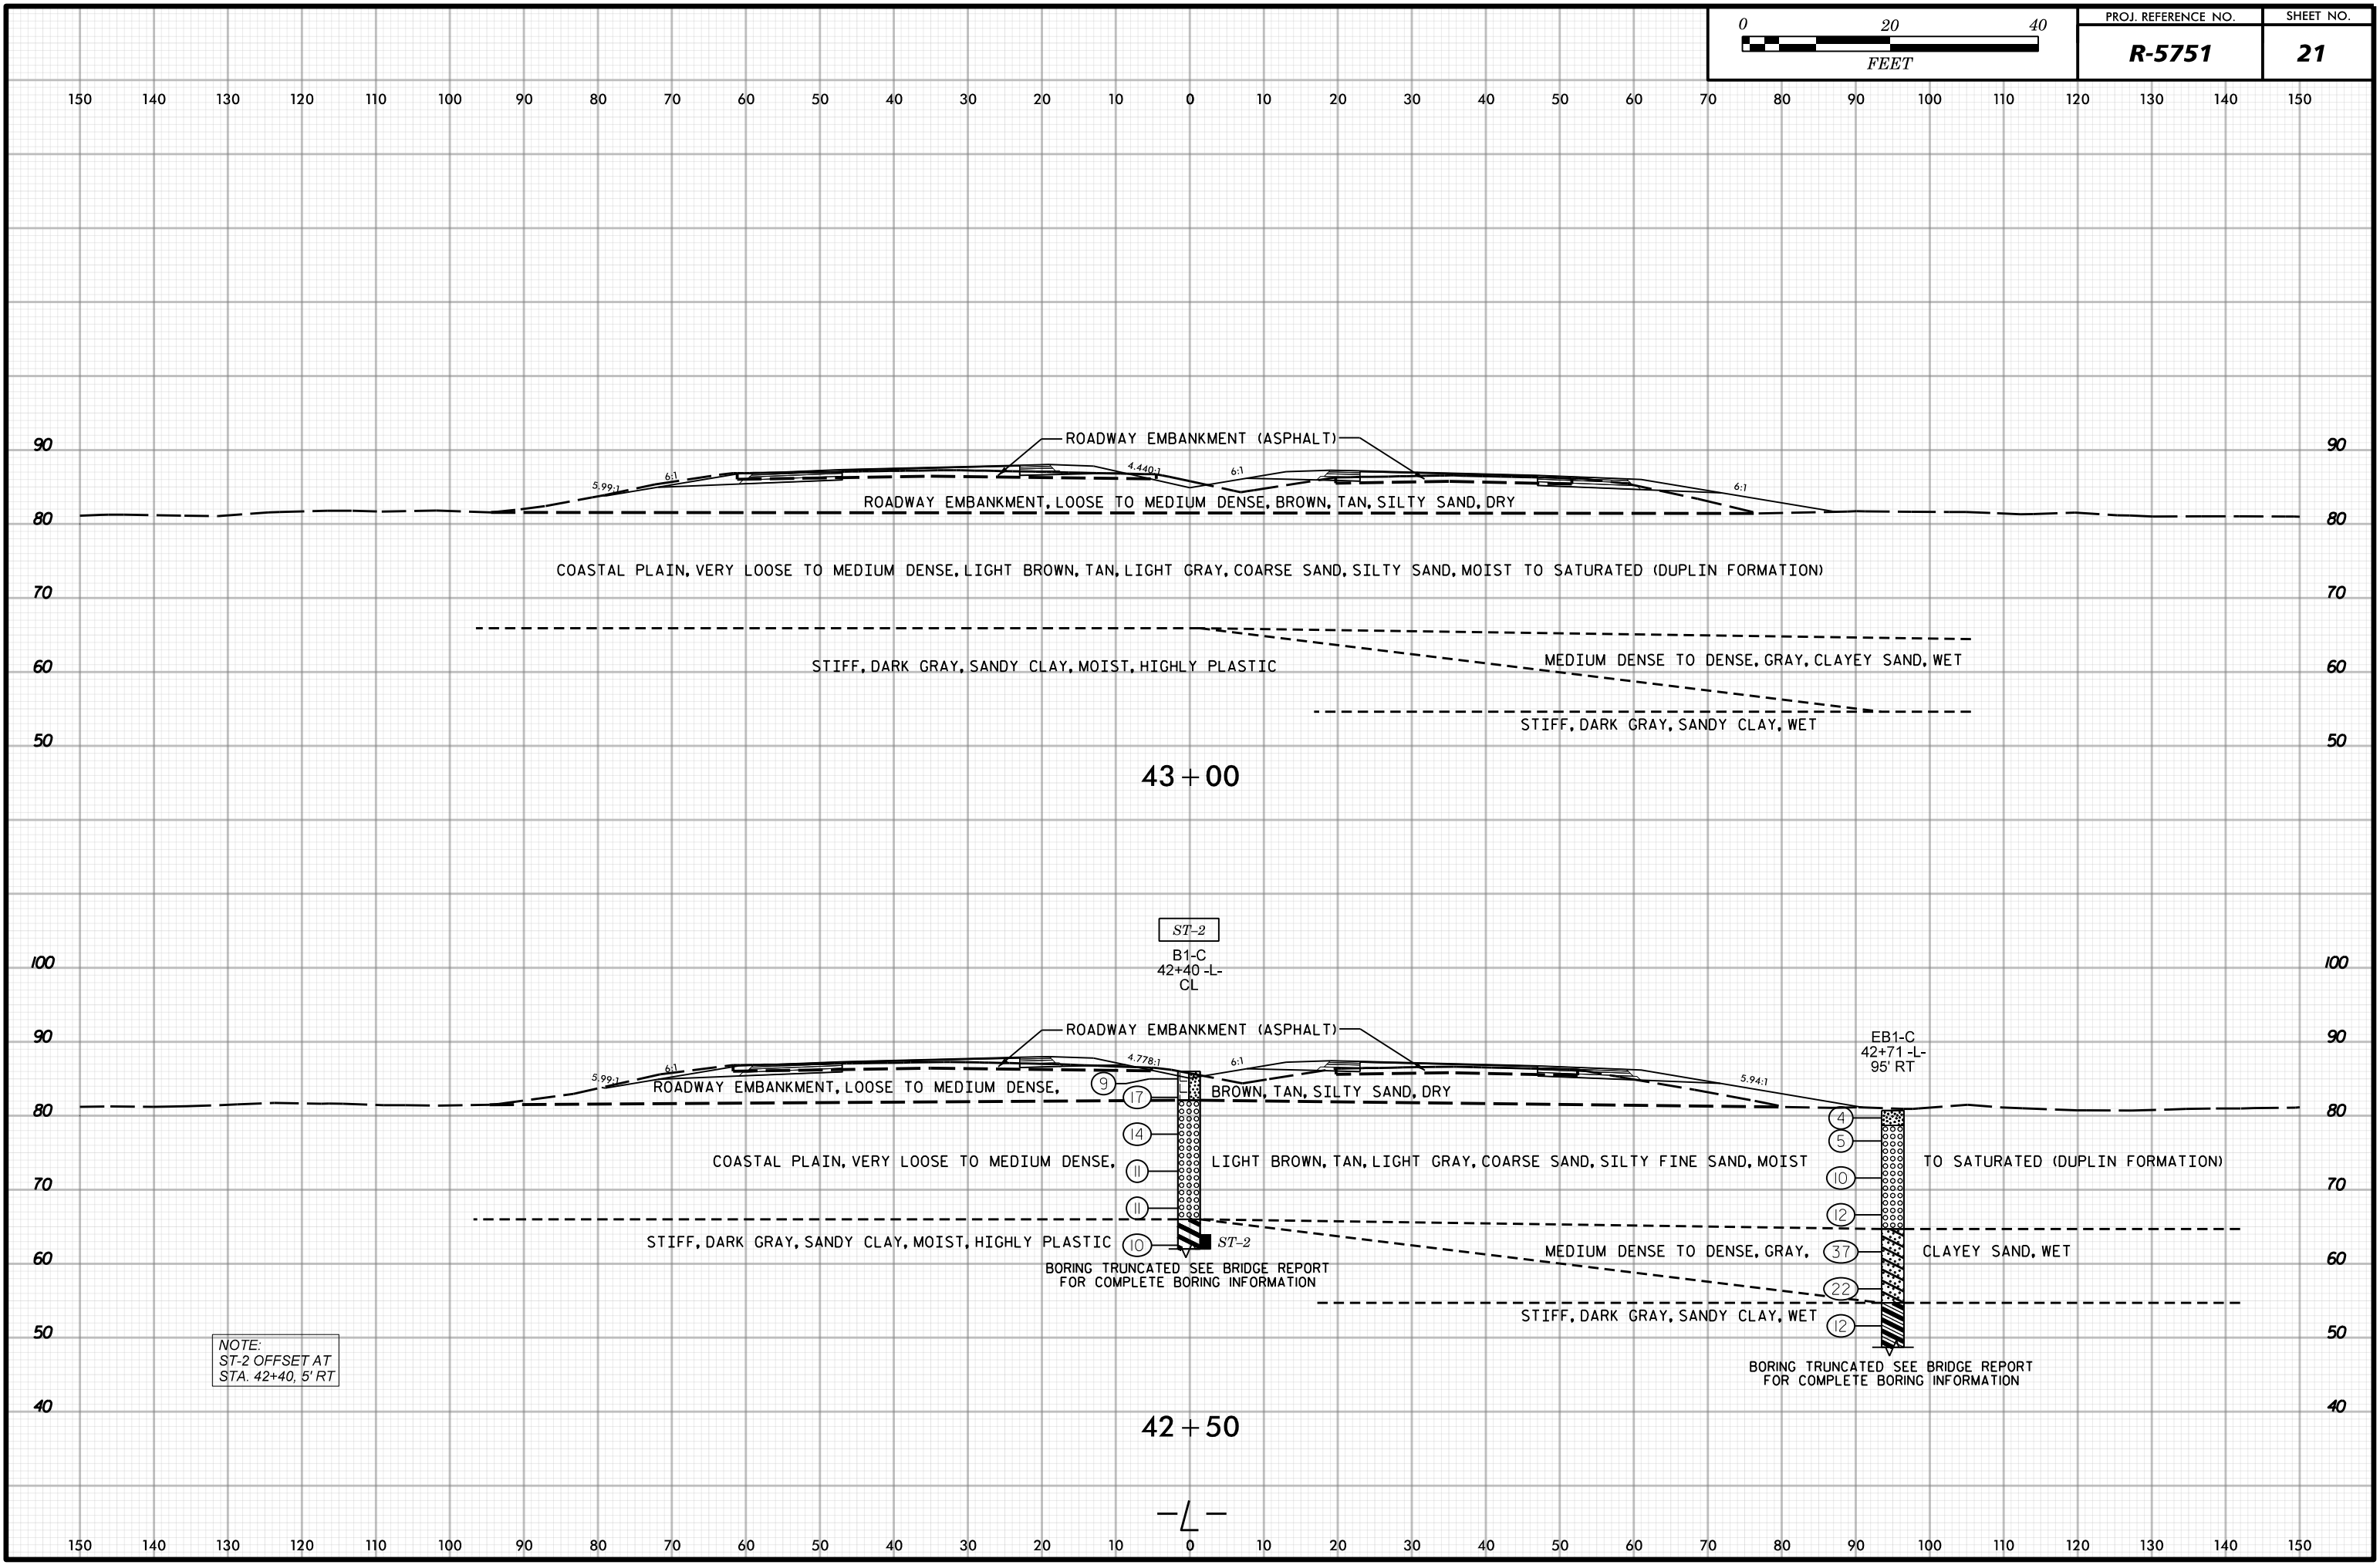 0 20 40
FEET
PROJ. REFERENCE NO.
SHEET NO.
R-5751
21
150 140 130 120 110 100 90 80 70 60 50 40 30 20 10 0 10 20 30 40 50 60 70 80 90 100 110 120 130 140 150
ROADWAY EMBANKMENT (ASPHALT)
90 90
5.99:1 6:1 4.440:1 6:1 6:1
ROADWAY EMBANKMENT, LOOSE TO MEDIUM DENSE, BROWN, TAN, SILTY SAND, DRY
80 80
COASTAL PLAIN, VERY LOOSE TO MEDIUM DENSE, LIGHT BROWN, TAN, LIGHT GRAY, COARSE SAND, SILTY SAND, MOIST TO SATURATED (DUPLIN FORMATION)
70 70
STIFF, DARK GRAY, SANDY CLAY, MOIST, HIGHLY PLASTIC
MEDIUM DENSE TO DENSE, GRAY, CLAYEY SAND, WET
60 60
STIFF, DARK GRAY, SANDY CLAY, WET
50 50
43+00
ST-2
B1-C
42+40 -L-
CL
100 100
ROADWAY EMBANKMENT (ASPHALT)
90 90
EB1-C
42+71 -L-
95' RT
5.99:1 6:1 4.778:1 6:1 5.94:1
ROADWAY EMBANKMENT, LOOSE TO MEDIUM DENSE, 9 BROWN, TAN, SILTY SAND, DRY
17
80 4 80
14 5
COASTAL PLAIN, VERY LOOSE TO MEDIUM DENSE, LIGHT BROWN, TAN, LIGHT GRAY, COARSE SAND, SILTY FINE SAND, MOIST TO SATURATED (DUPLIN FORMATION)
11 10
70 70
11 12
STIFF, DARK GRAY, SANDY CLAY, MOIST, HIGHLY PLASTIC 10 ST-2
MEDIUM DENSE TO DENSE, GRAY, 37 CLAYEY SAND, WET
60 60
BORING TRUNCATED SEE BRIDGE REPORT
FOR COMPLETE BORING INFORMATION
22
STIFF, DARK GRAY, SANDY CLAY, WET 12
50 50
NOTE:
ST-2 OFFSET AT
STA. 42+40, 5' RT
BORING TRUNCATED SEE BRIDGE REPORT
FOR COMPLETE BORING INFORMATION
40 40
42+50
-L-
150 140 130 120 110 100 90 80 70 60 50 40 30 20 10 0 10 20 30 40 50 60 70 80 90 100 110 120 130 140 150